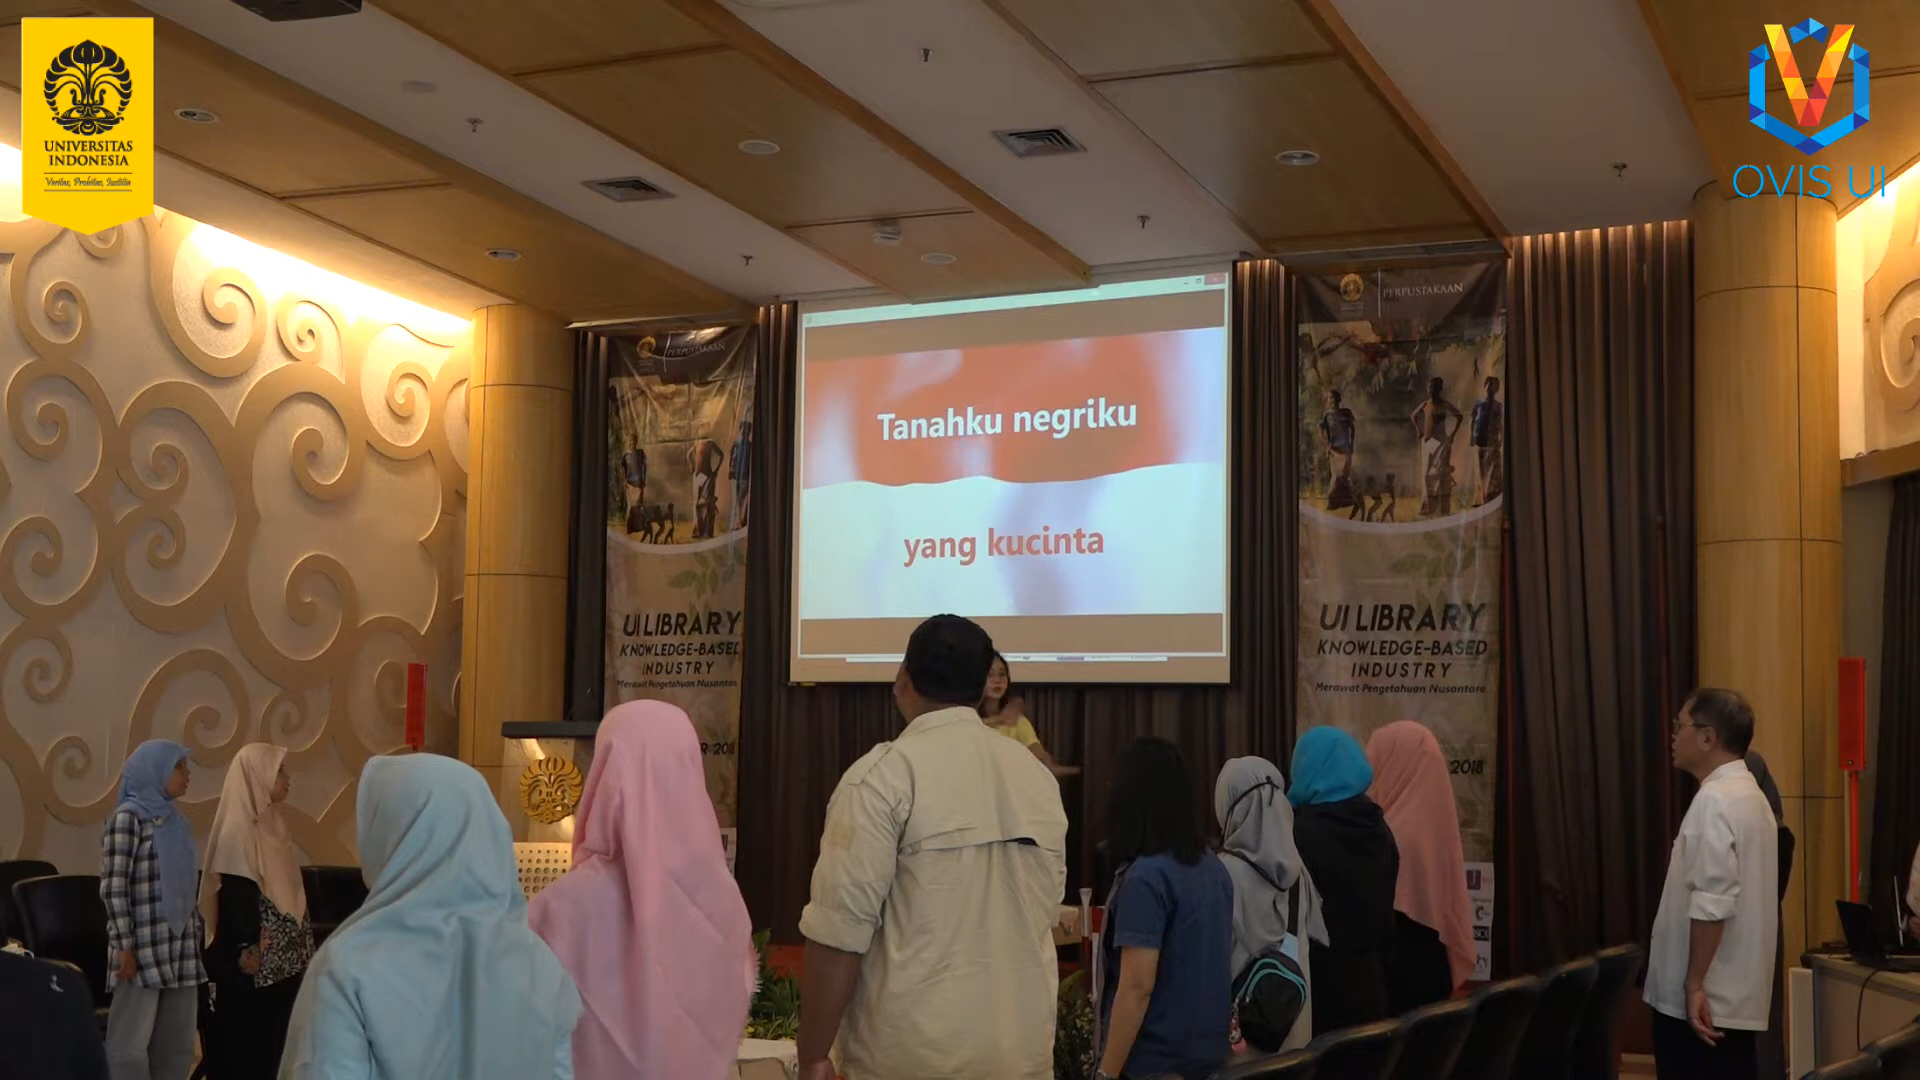 UNIVERSITAS
INDONESIA
Veritas, Probitas, Iustitia
OVIS UI
Tanahku negriku
yang kucinta
PERPUSTAKAAN
UI LIBRARY
KNOWLEDGE-BASED
INDUSTRY
Merawat Pengetahuan Nusantara
PERPUSTAKAAN
UI LIBRARY
KNOWLEDGE-BASED
INDUSTRY
Merawat Pengetahuan Nusantara
2018